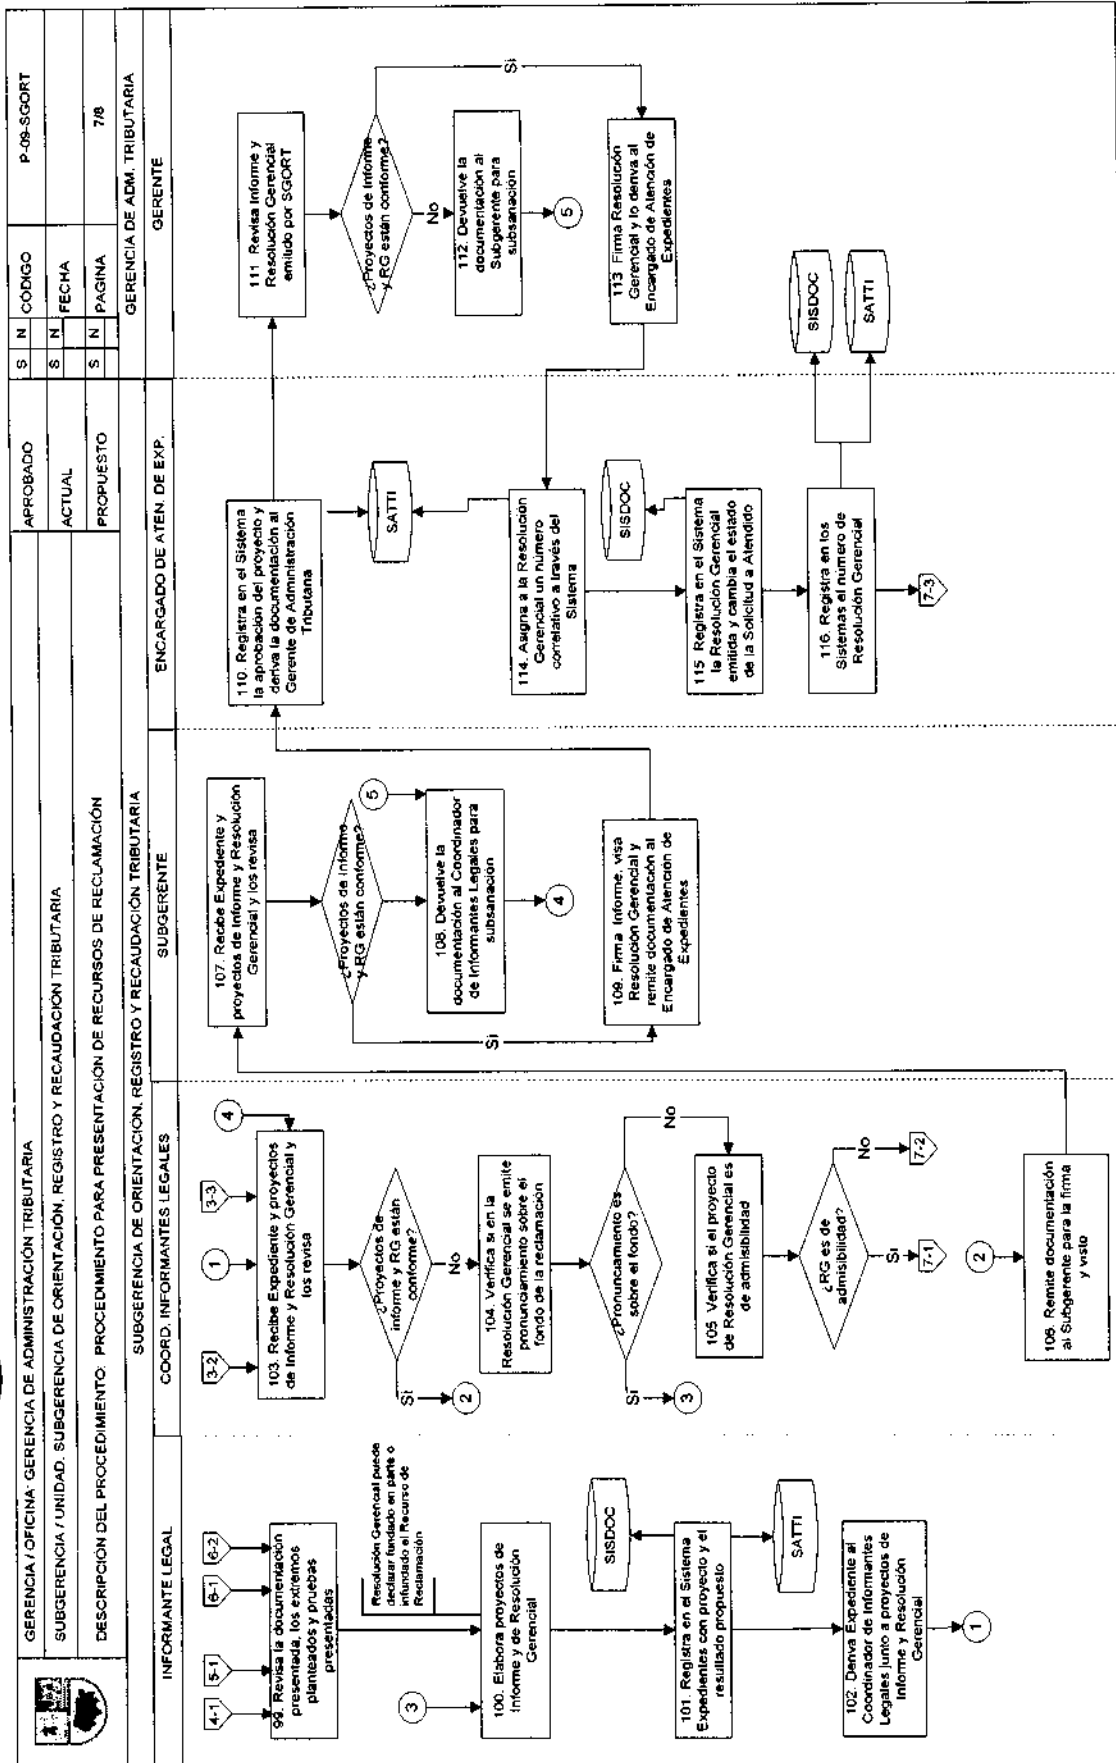 GERENCIA / OFICINA: GERENCIA DE ADMINISTRACIÓN TRIBUTARIA
APROBADO
S
N
CODIGO
P-09-SGORT
SUBGERENCIA / UNIDAD: SUBGERENCIA DE ORIENTACIÓN, REGISTRO Y RECAUDACIÓN TRIBUTARIA
ACTUAL
S
N
FECHA
DESCRIPCIÓN DEL PROCEDIMIENTO: PROCEDIMIENTO PARA PRESENTACIÓN DE RECURSOS DE RECLAMACIÓN
PROPUESTO
S
N
PAGINA
7/8
SUBGERENCIA DE ORIENTACIÓN, REGISTRO Y RECAUDACIÓN TRIBUTARIA
GERENCIA DE ADM. TRIBUTARIA
INFORMANTE LEGAL
COORD. INFORMANTES LEGALES
SUBGERENTE
ENCARGADO DE ATEN. DE EXP.
GERENTE
4-1
5-1
6-1
6-2
99. Revisa la documentación
presentada, los extremos
planteados y pruebas
presentadas
Resolución Gerencial puede
declarar fundado en parte o
infundado el Recurso de
Reclamación
3
100. Elabora proyectos de
Informe y de Resolución
Gerencial
SISDOC
101. Registra en el Sistema
Expedientes con proyecto y el
resultado propuesto
SATTI
102. Deriva Expediente al
Coordinador de Informantes
Legales junto a proyectos de
Informe y Resolución
Gerencial
1
3-2
1
3-3
4
103. Recibe Expediente y proyectos
de Informe y Resolución Gerencial y
los revisa
¿Proyectos de
informe y RG están
conforme?
Si
2
No
104. Verifica si en la
Resolución Gerencial se emite
pronunciamiento sobre el
fondo de la reclamación
¿Pronunciamiento es
sobre el fondo?
Si
3
No
105 Verifica si el proyecto
de Resolución Gerencial es
de admisibilidad
¿RG es de
admisibilidad?
No
7-2
Si
7-1
2
106. Remite documentación
al Subgerente para la firma
y visto
107. Recibe Expediente y
proyectos de Informe y Resolución
Gerencial y los revisa
¿Proyectos de Informe
y RG están conforme?
5
108. Devuelve la
documentación al Coordinador
de Informantes Legales para
subsanación
4
Si
109. Firma Informe, visa
Resolución Gerencial y
remite documentación al
Encargado de Atención de
Expedientes
110. Registra en el Sistema
la aprobación del proyecto y
deriva la documentación al
Gerente de Administración
Tributaria
SATTI
114. Asigna a la Resolución
Gerencial un número
correlativo a través del
Sistema
SISDOC
115 Registra en el Sistema
la Resolución Gerencial
emitida y cambia el estado
de la Solicitud a Atendido
116. Registra en los
Sistemas el número de
Resolución Gerencial
7-3
SISDOC
SATTI
111 Revisa Informe y
Resolución Gerencial
emitido por SGORT
¿Proyectos de Informe
y RG están conforme?
Si
No
112. Devuelve la
documentación al
Subgerente para
subsanación
5
113 Firma Resolución
Gerencial y lo deriva al
Encargado de Atención de
Expedientes